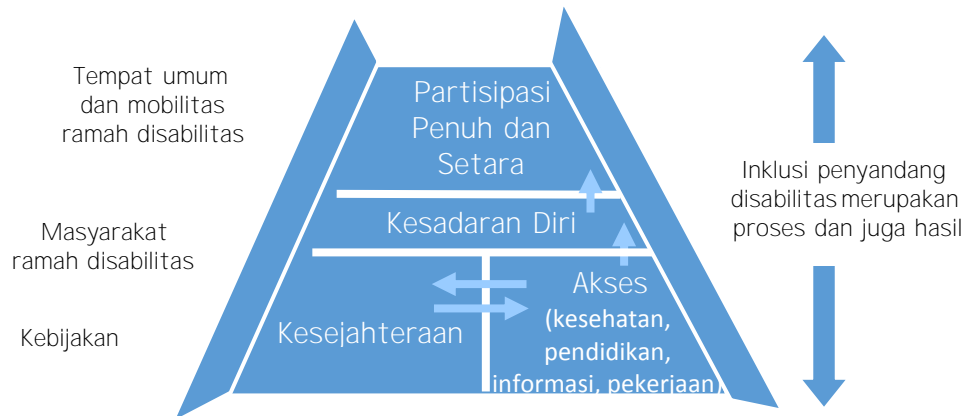 Tempat umum
dan mobilitas
ramah disabilitas
Masyarakat
ramah disabilitas
Kebijakan
Partisipasi
Penuh dan
Setara
Kesadaran Diri
Kesejahteraan
Akses
(kesehatan,
pendidikan,
informasi, pekerjaan)
Inklusi penyandang
disabilitas merupakan
proses dan juga hasil